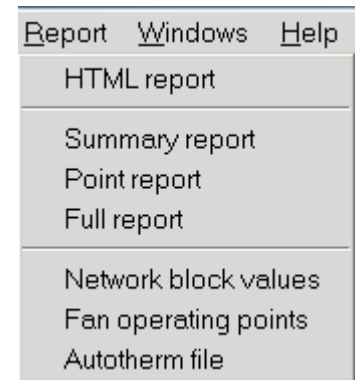 Report Windows Help
HTML report
Summary report
Point report
Full report
Network block values
Fan operating points
Autotherm file